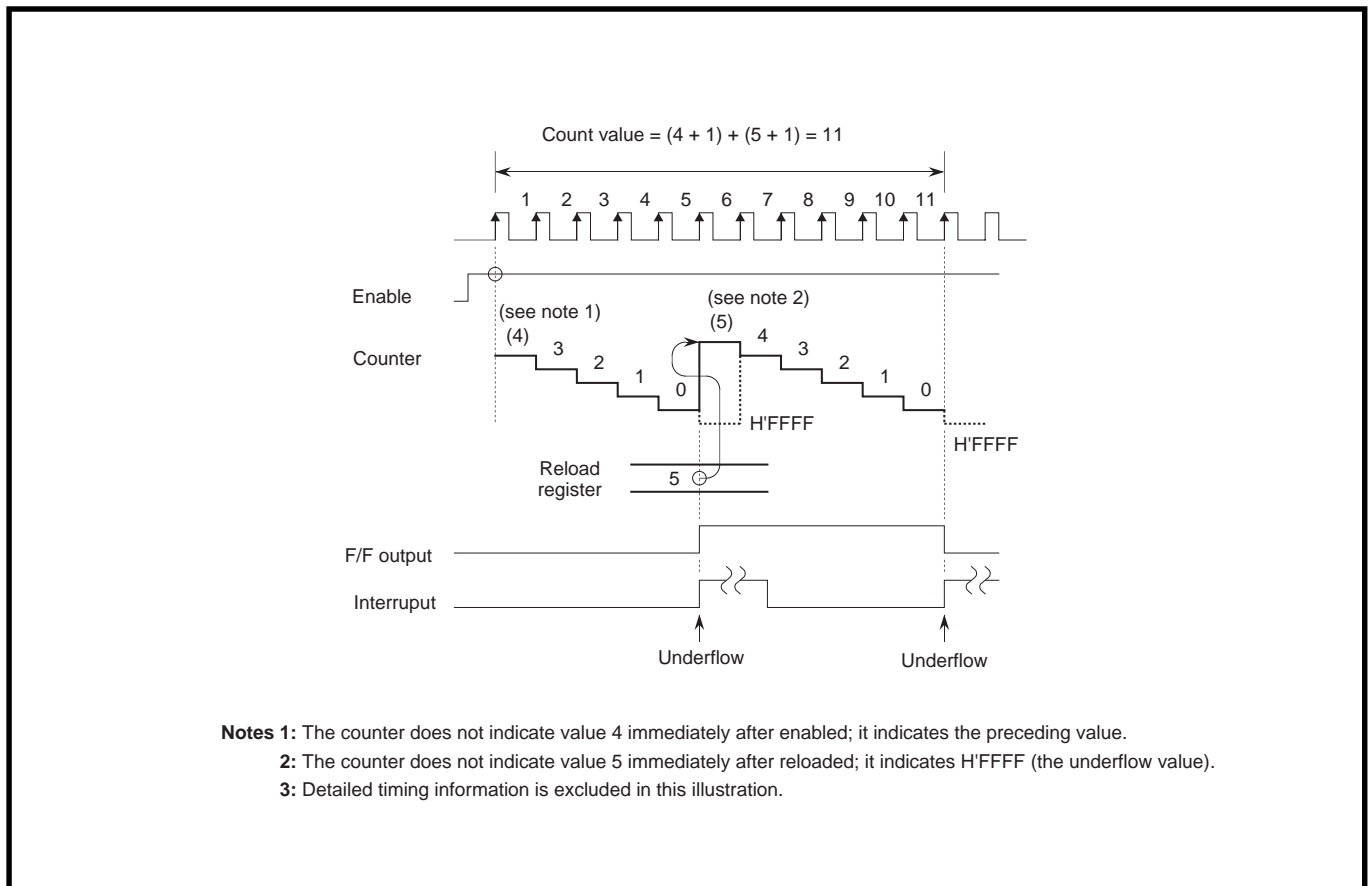 Count value = (4 + 1) + (5 + 1) = 11
1 2 3 4 5 6 7 8 9 10 11
Enable
(see note 1) (see note 2)
(4) (5)
Counter
3 2 1 0 4 3 2 1 0
H'FFFF
H'FFFF
Reload
register
5
F/F output
Interruput
Underflow Underflow
Notes 1: The counter does not indicate value 4 immediately after enabled; it indicates the preceding value.
2: The counter does not indicate value 5 immediately after reloaded; it indicates H'FFFF (the underflow value).
3: Detailed timing information is excluded in this illustration.